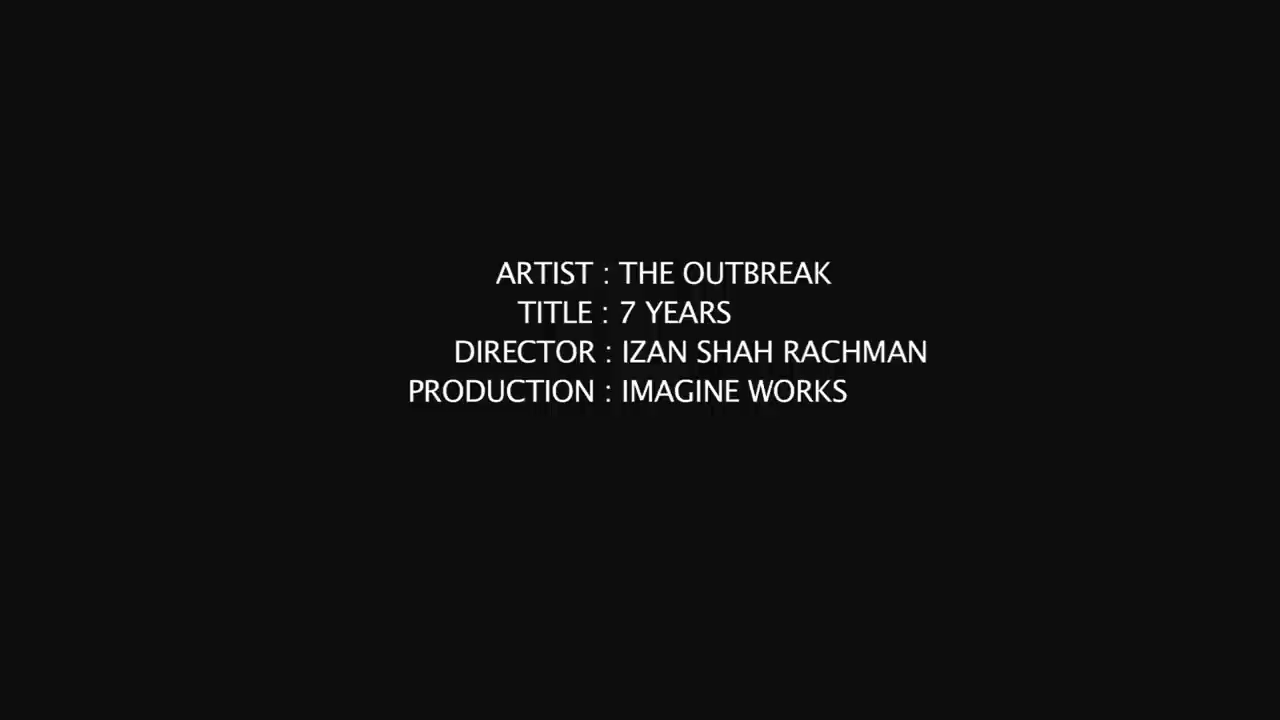 ARTIST : THE OUTBREAK
TITLE : 7 YEARS
DIRECTOR : IZAN SHAH RACHMAN
PRODUCTION : IMAGINE WORKS